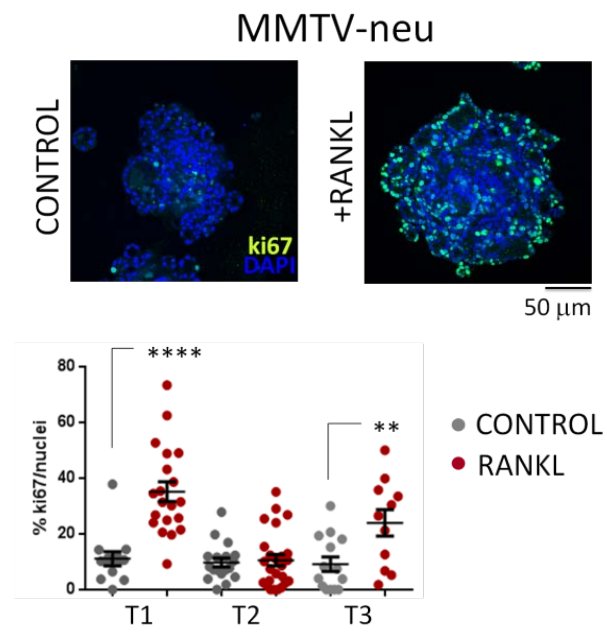 MMTV-neu
CONTROL
ki67
DAPI
+RANKL
50 μm
% ki67/nuclei
80
60
40
20
0
****
**
T1 T2 T3
CONTROL
RANKL